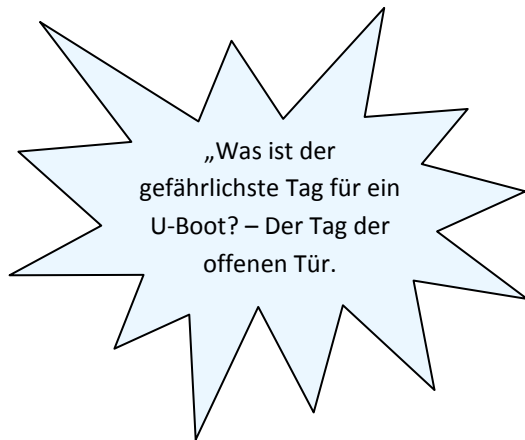 „Was ist der
gefährlichste Tag für ein
U-Boot? – Der Tag der
offenen Tür.